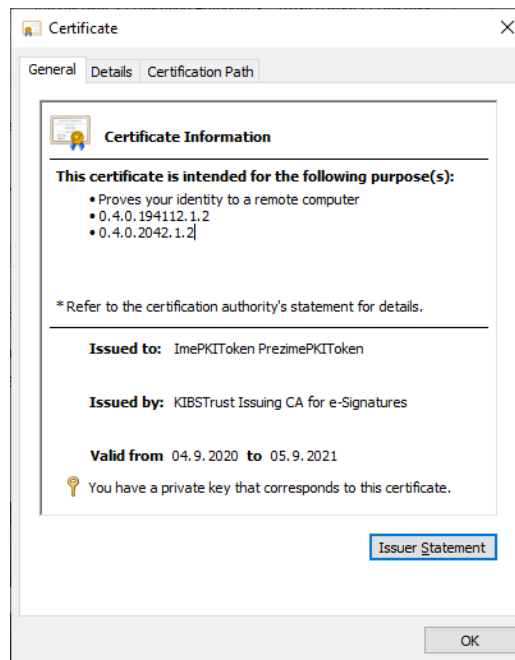 Certificate
General Details Certification Path
Certificate Information
This certificate is intended for the following purpose(s):
• Proves your identity to a remote computer
• 0.4.0.194112.1.2
• 0.4.0.2042.1.2
* Refer to the certification authority's statement for details.
Issued to: ImePKIToken PrezimePKIToken
Issued by: KIBSTrust Issuing CA for e-Signatures
Valid from 04.9.2020 to 05.9.2021
You have a private key that corresponds to this certificate.
Issuer Statement
OK